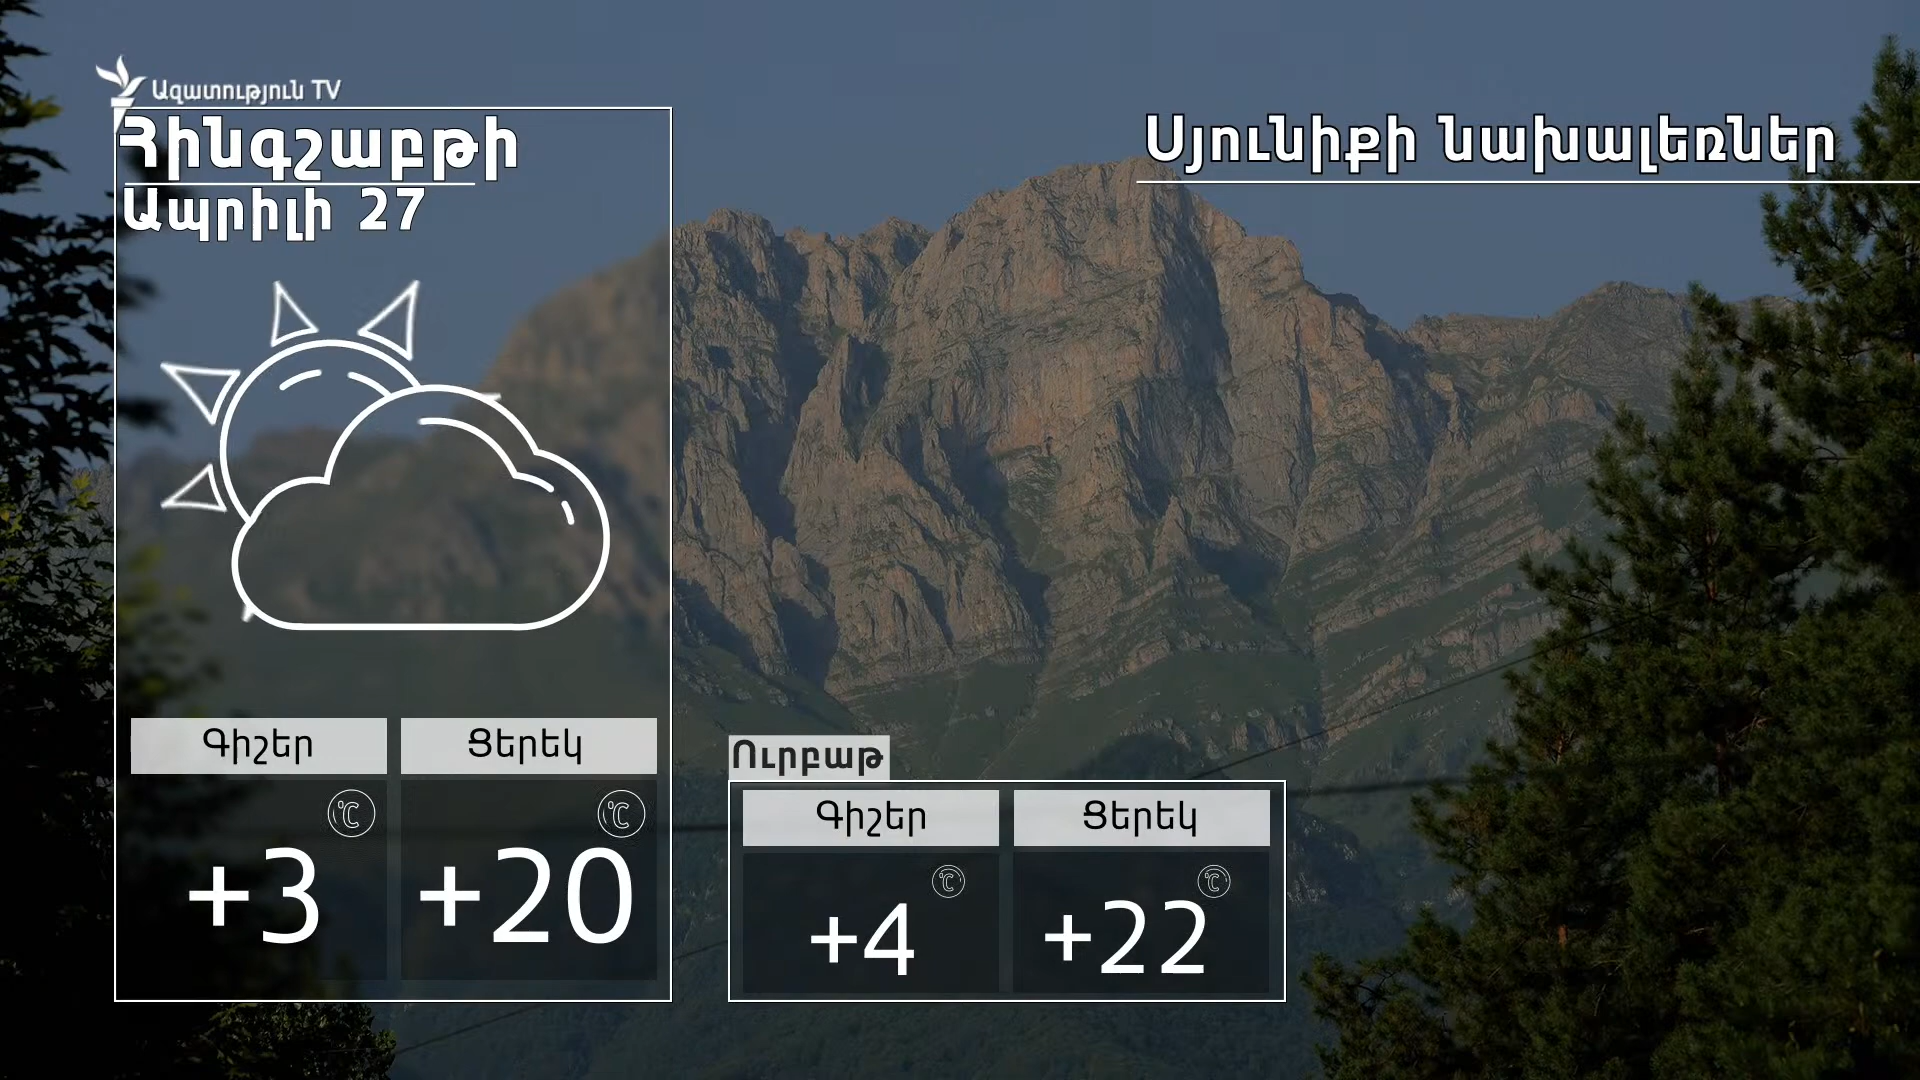 Ազատություն TV
Հինգշաբթի
Ապրիլի 27
Սյունիքի նախալեռներ
Գիշեր
Ցերեկ
°C
°C
+3
+20
Ուրբաթ
Գիշեր
Ցերեկ
°C
°C
+4
+22